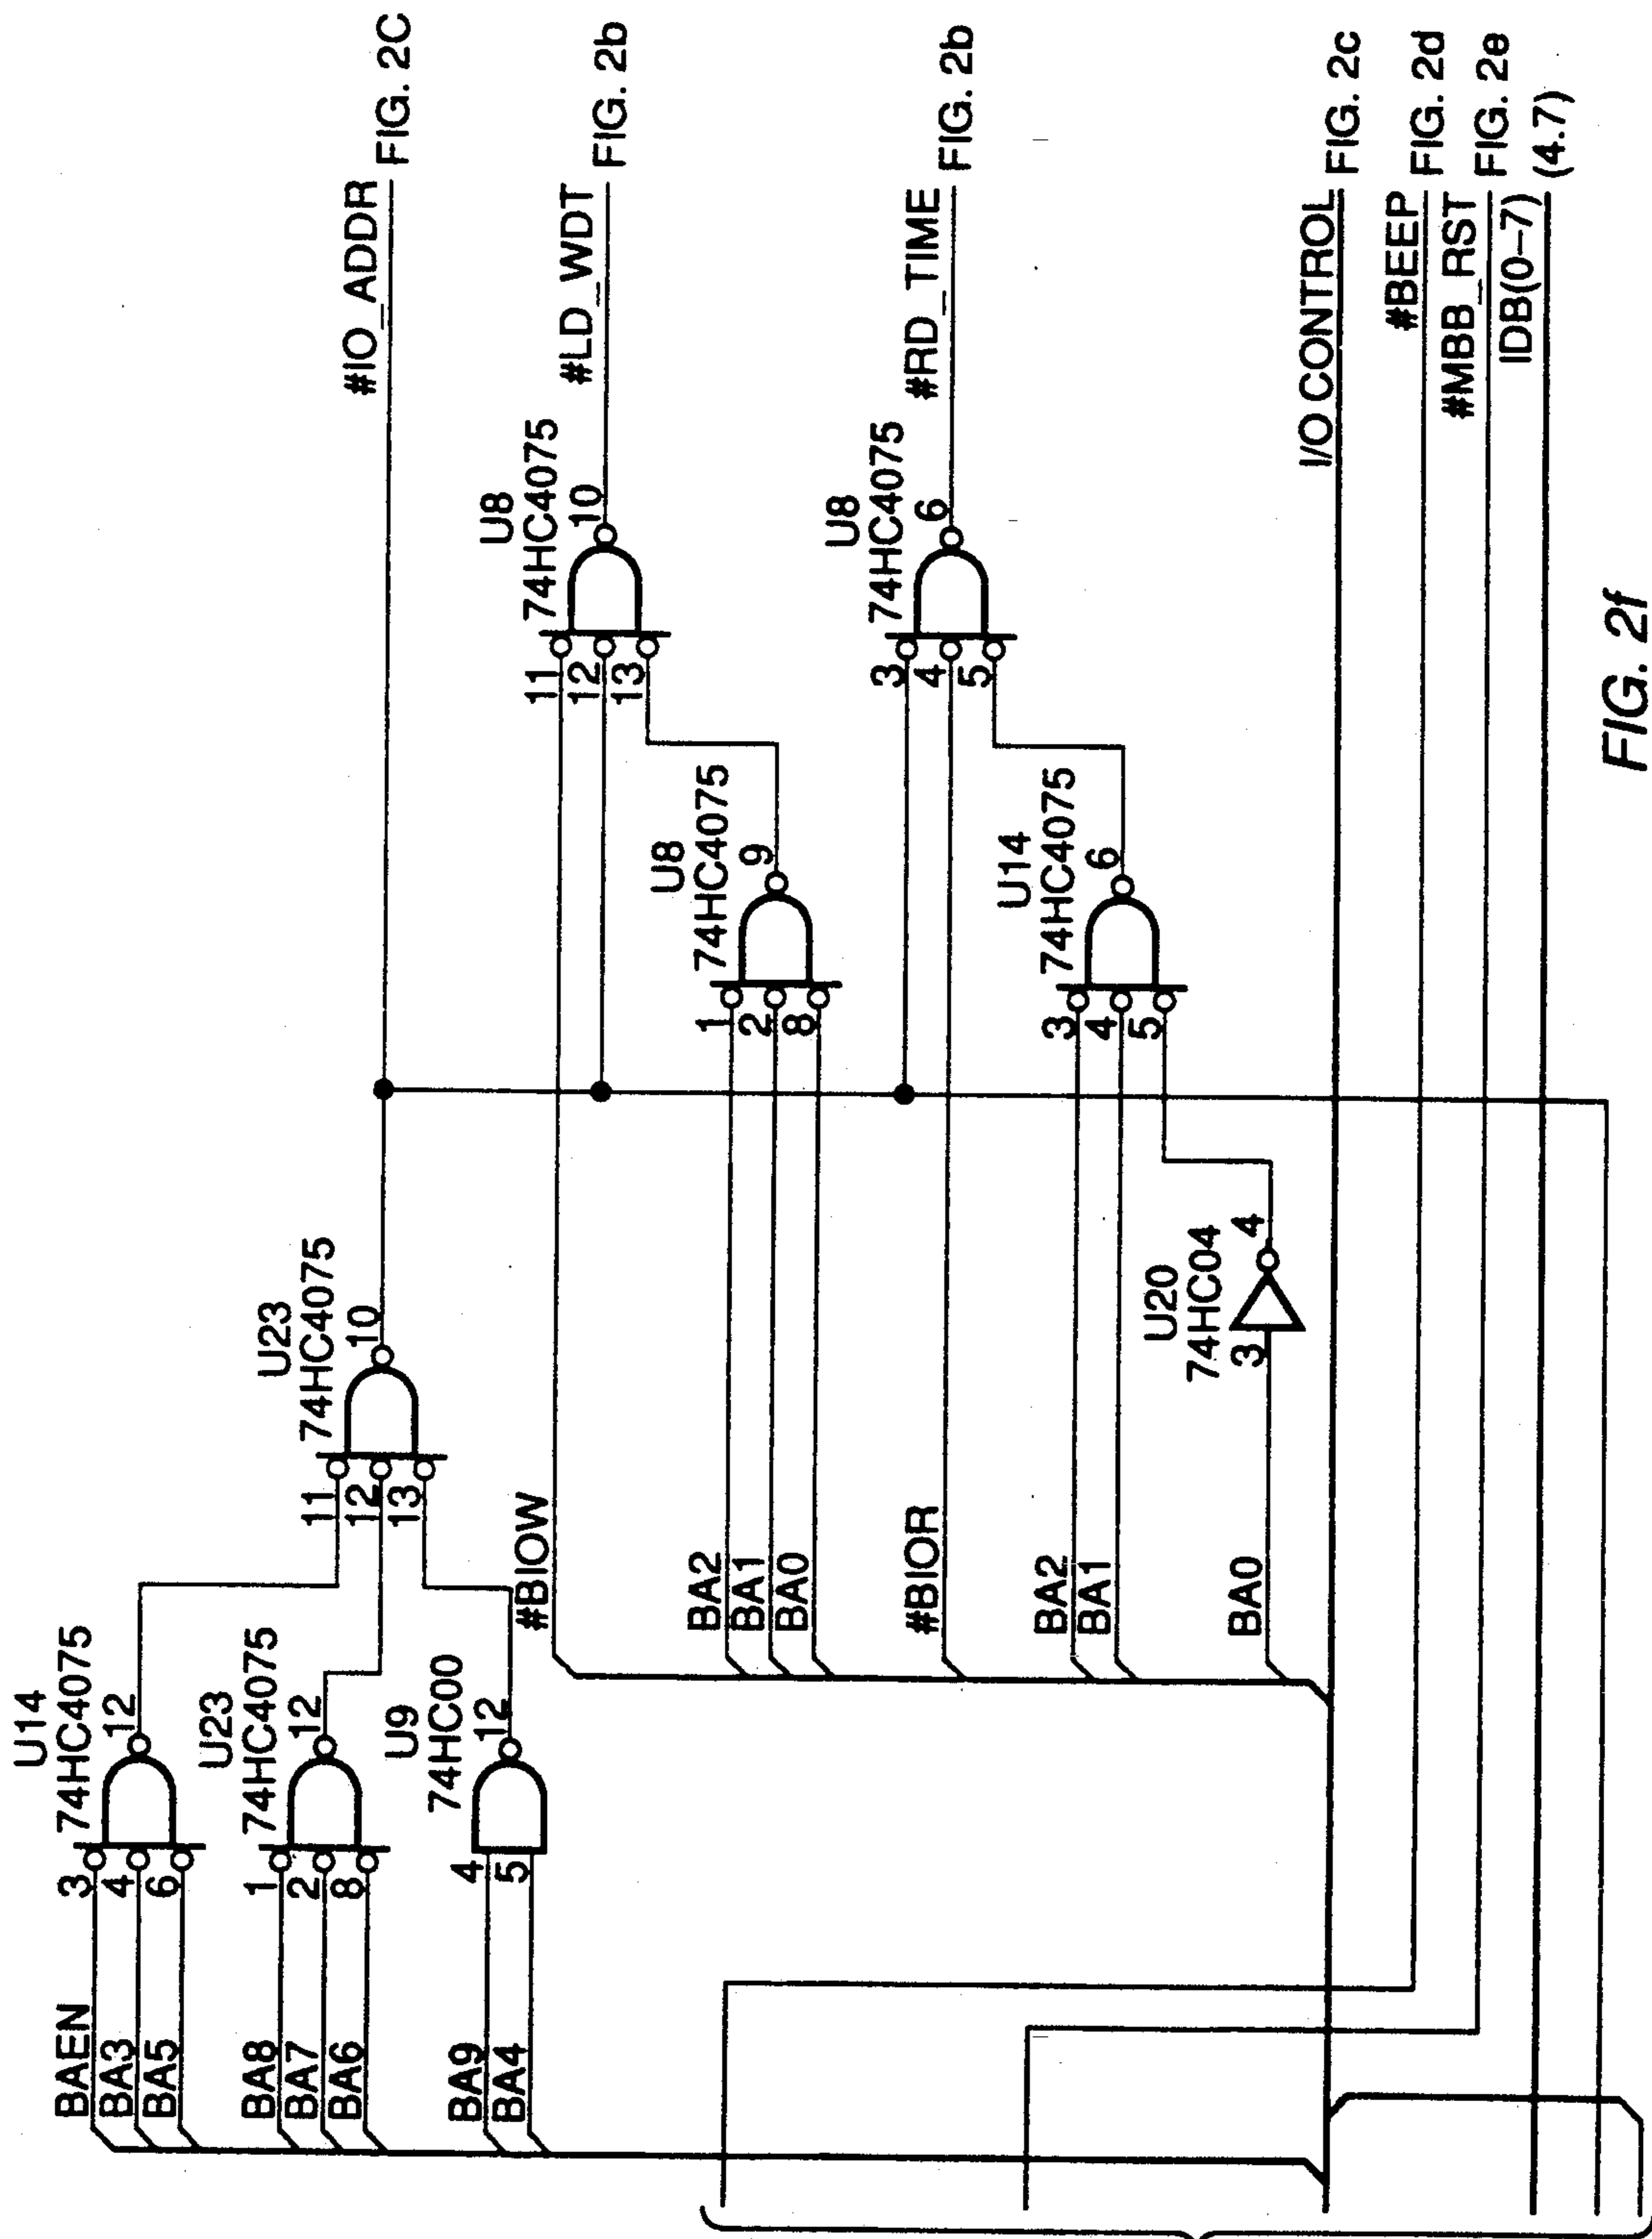 U14
74HC4075
BAEN 3
BA3 4
BA5 6
12
U23
74HC4075
BA8 1
BA7 2
BA6 8
12
U9
74HC00
BA9 4
BA4 5
12
U23
74HC4075
11
12
13
10
#IO_ADDR FIG. 2C
#BIOW
U8
74HC4075
11
12
13
10
#LD_WDT FIG. 2b
BA2
BA1
BA0
U8
74HC4075
1
2
8
9
#BIOR
U8
74HC4075
3
4
5
6
#RD_TIME FIG. 2b
BA2
BA1
U14
74HC4075
3
4
5
6
BA0
U20
74HC04
3
4
I/O CONTROL FIG. 2c
#BEEP FIG. 2d
#MBB_RST FIG. 2e
IDB(0-7) (4.7)
FIG. 2f